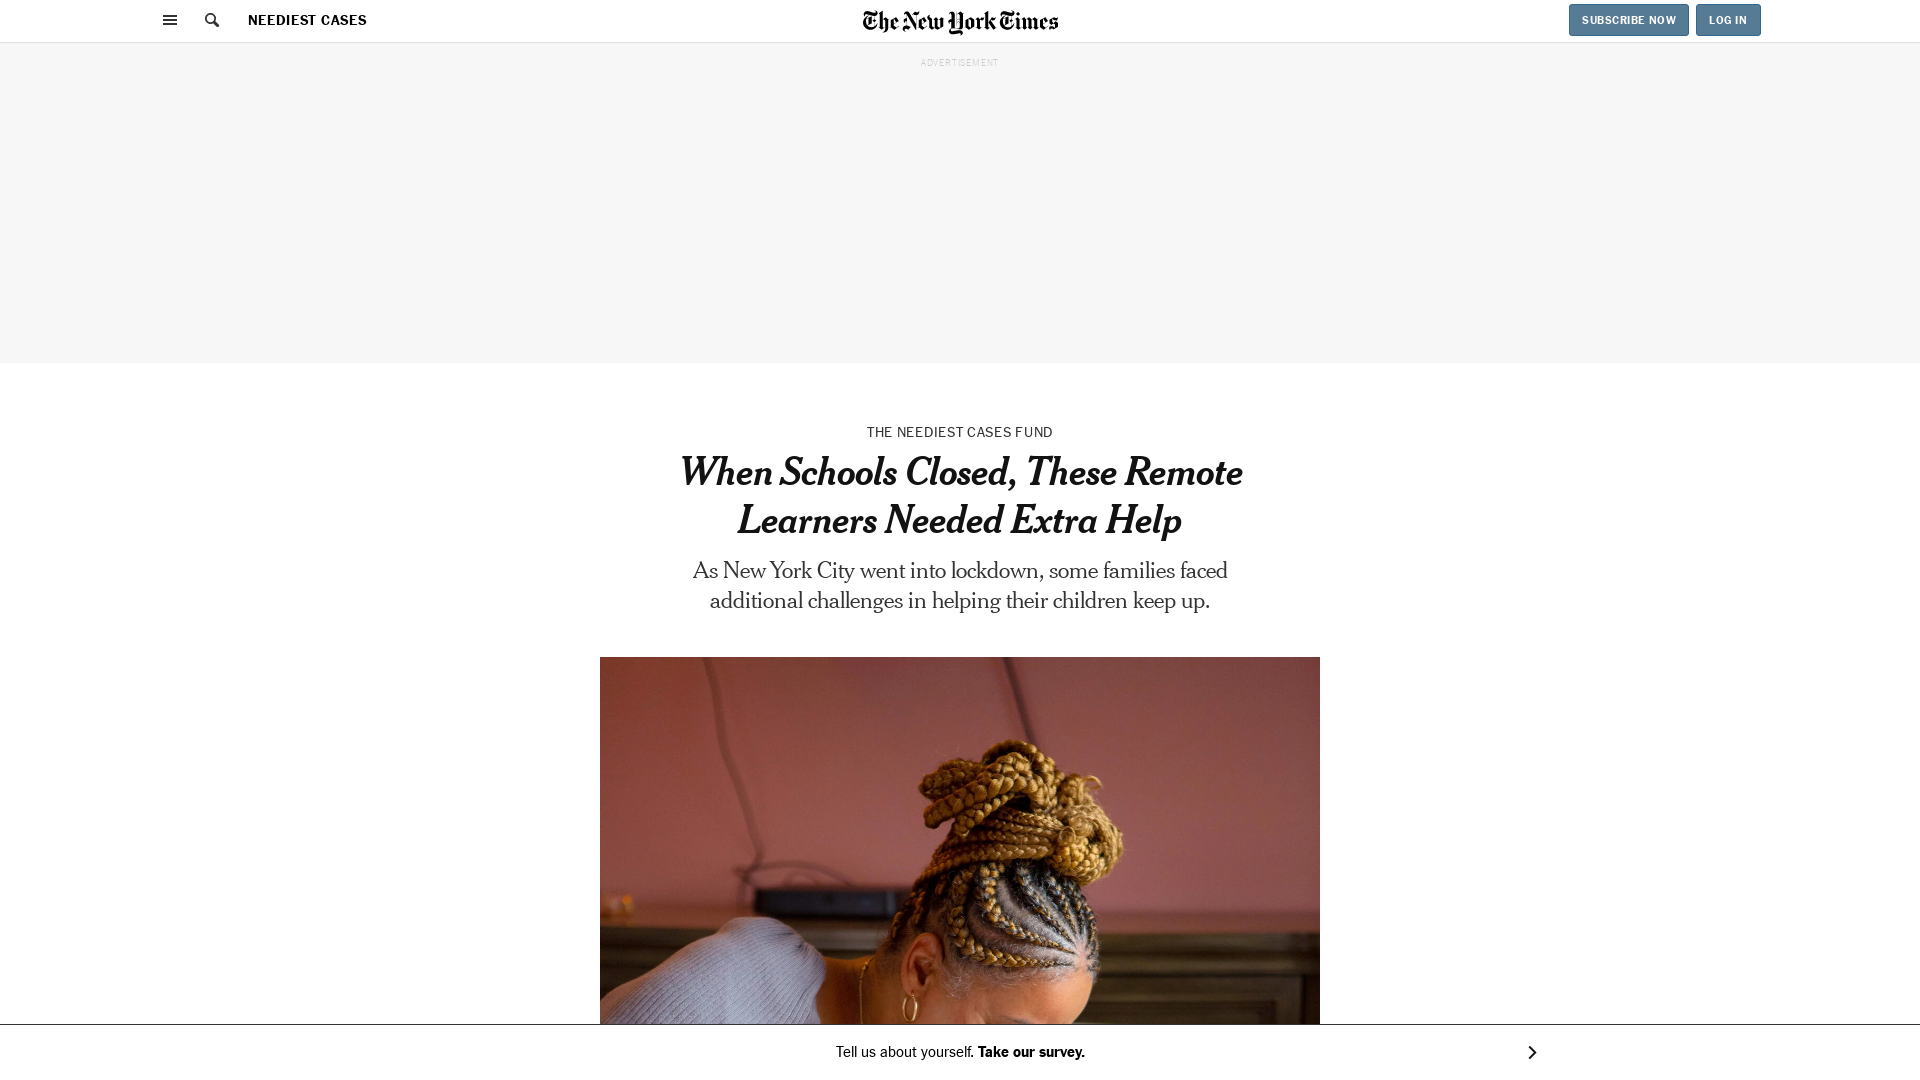 NEEDIEST CASES
The New York Times
SUBSCRIBE NOW
LOG IN
ADVERTISEMENT
THE NEEDIEST CASES FUND
When Schools Closed, These Remote
Learners Needed Extra Help
As New York City went into lockdown, some families faced
additional challenges in helping their children keep up.
Tell us about yourself. Take our survey.